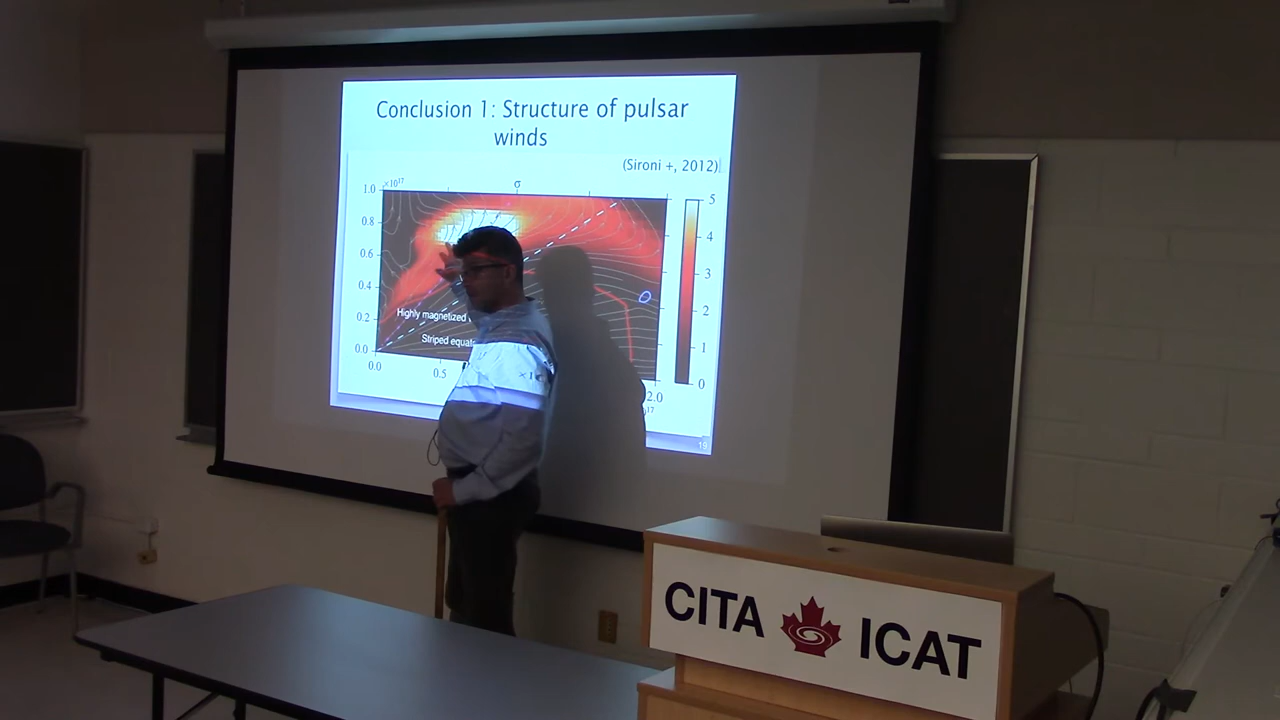 Conclusion 1: Structure of pulsar
winds
(Sironi +, 2012)
×10¹⁷
σ
1.0
0.8
0.6
0.4
0.2
0.0
5
4
3
2
1
0
Highly magnetized
Striped
0.0
0.5
2.0
19
CITA ICAT